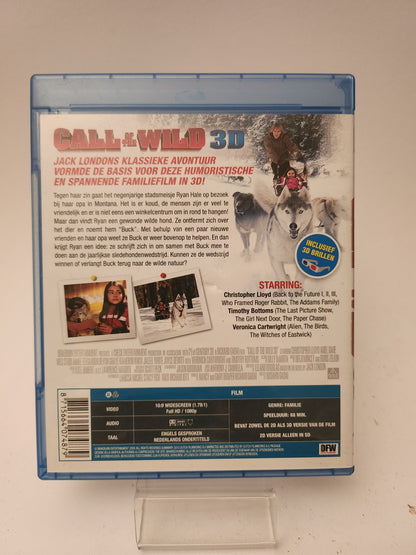 CALL OF THE WILD 3D
JACK LONDONS KLASSIEKE AVONTUUR
VORMDE DE BASIS VOOR DEZE HUMORISTISCHE
EN SPANNENDE FAMILIEFILM IN 3D!
Tegen haar zin gaat het negenjarige stadsmeisje Ryan Hale op bezoek
bij haar opa in Montana. Het is er koud, de mensen zijn er veel te
vriendelijk en er is niet eens een winkelcentrum om in rond te hangen!
Maar dan vindt Ryan een gewonde wilde hond. Ze ontfermt zich over
het dier en noemt hem "Buck". Met behulp van een paar nieuwe
vrienden en haar opa weet ze Buck er weer bovenop te helpen. En dan
krijgt Ryan een idee: ze schrijft zich in om samen met Buck mee te
doen aan de jaarlijkse sledehondenwedstrijd. Kunnen ze de wedstrijd
winnen of verlangt Buck terug naar de wilde natuur?
INCLUSIEF
3D BRILLEN
STARRING:
Christopher Lloyd (Back to the Future I, II, III,
Who Framed Roger Rabbit, The Addams Family)
Timothy Bottoms (The Last Picture Show,
The Girl Next Door, The Paper Chase)
Veronica Cartwright (Alien, The Birds,
The Witches of Eastwick)
FILM
VIDEO
16:9 WIDESCREEN (1.78:1)
Full HD / 1080p
GENRE: FAMILIE
SPEELDUUR: 88 MIN.
AUDIO
BEVAT ZOWEL DE 2D ALS 3D VERSIE VAN DE FILM
TAAL
ENGELS GESPROKEN
NEDERLANDS ONDERTITELD
2D VERSIE ALLEEN IN SD
DFW
8715664074879